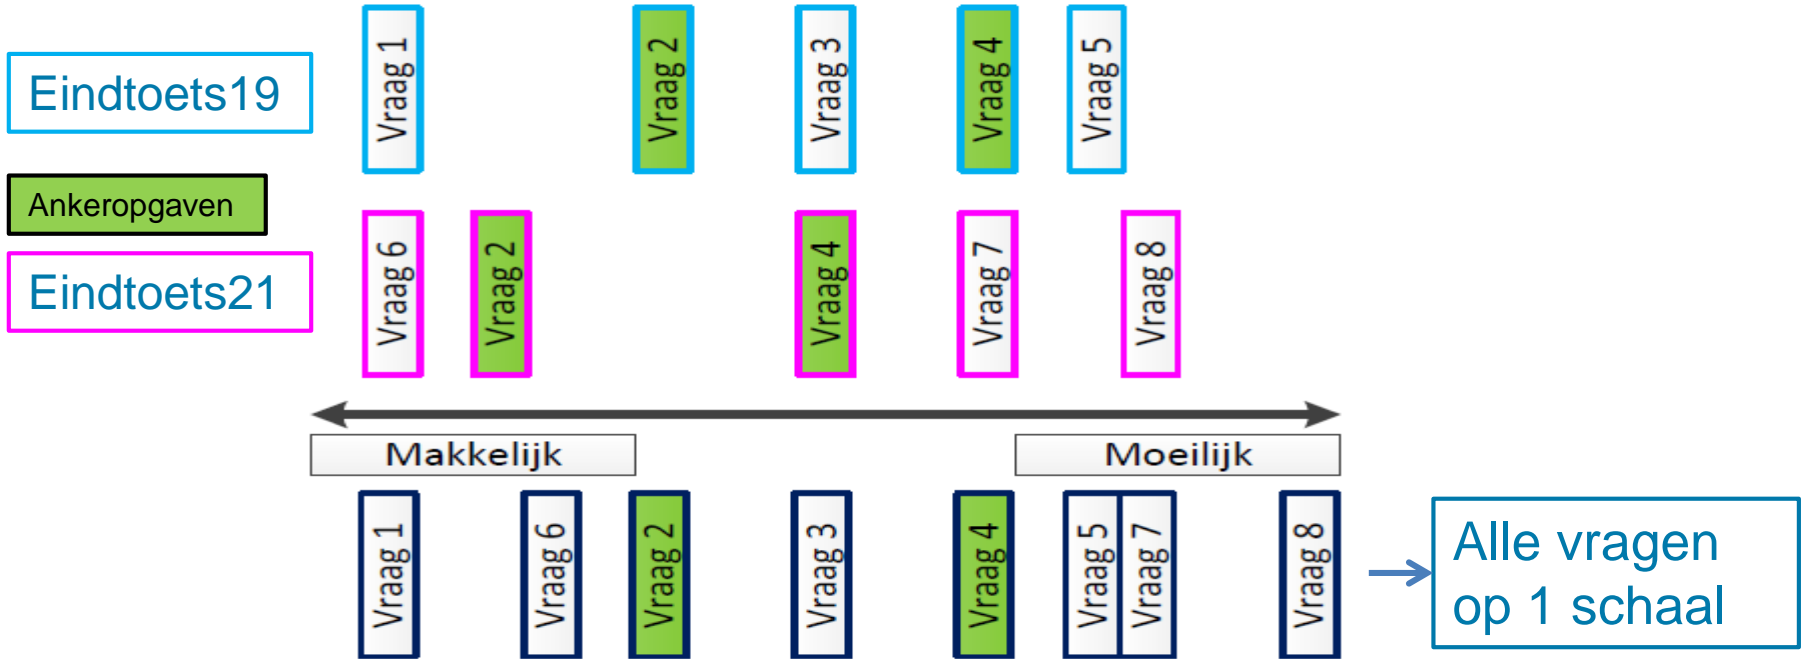 Eindtoets19
Vraag 1
Vraag 2
Vraag 3
Vraag 4
Vraag 5
Ankeropgaven
Eindtoets21
Vraag 6
Vraag 2
Vraag 4
Vraag 7
Vraag 8
Makkelijk
Moeilijk
Vraag 1
Vraag 6
Vraag 2
Vraag 3
Vraag 4
Vraag 5
Vraag 7
Vraag 8
Alle vragen
op 1 schaal